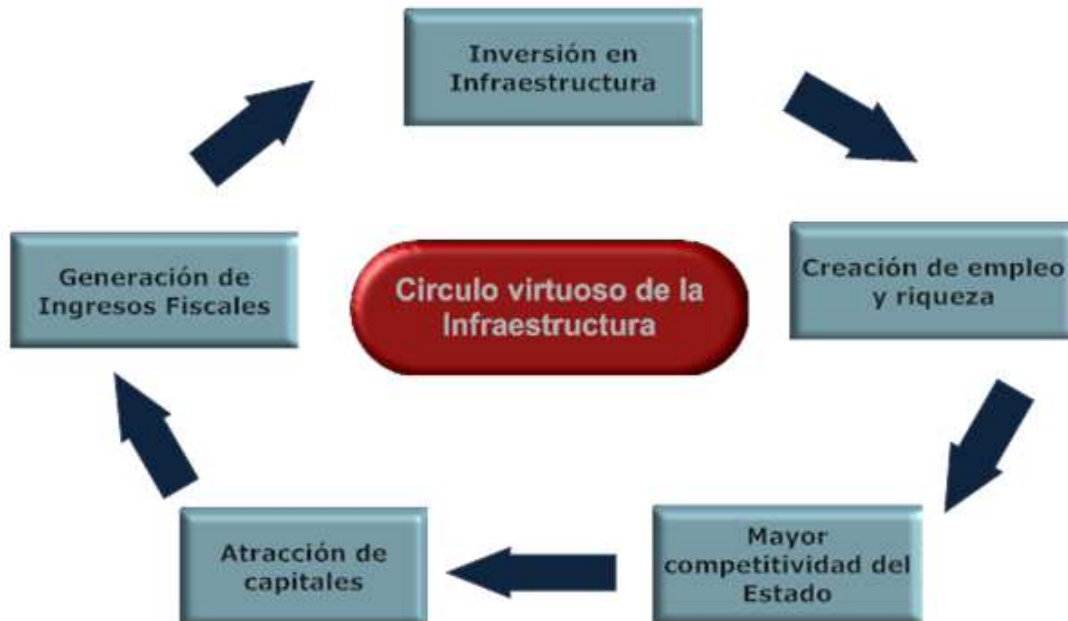 Inversión en
Infraestructura
Creación de empleo
y riqueza
Mayor
competitividad del
Estado
Atracción de
capitales
Generación de
Ingresos Fiscales
Circulo virtuoso de la
Infraestructura